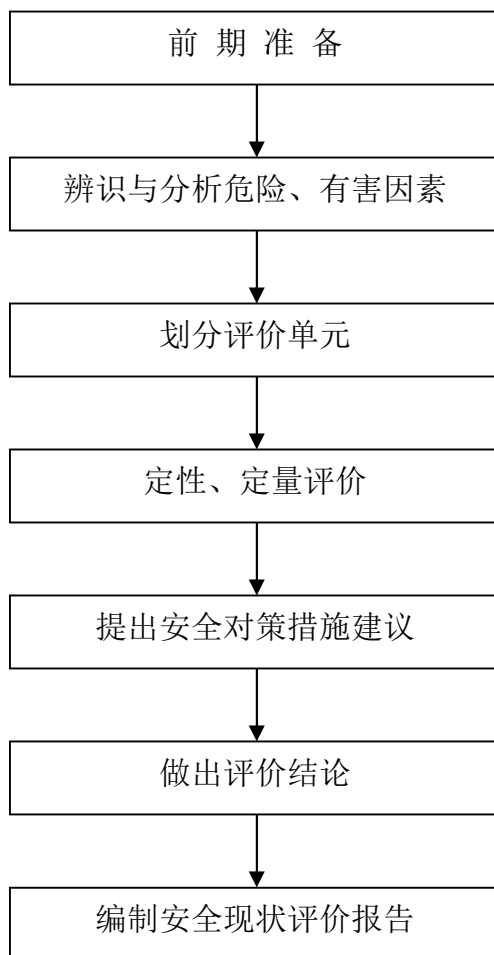 前 期 准 备
辨识与分析危险、有害因素
划分评价单元
定性、定量评价
提出安全对策措施建议
做出评价结论
编制安全现状评价报告